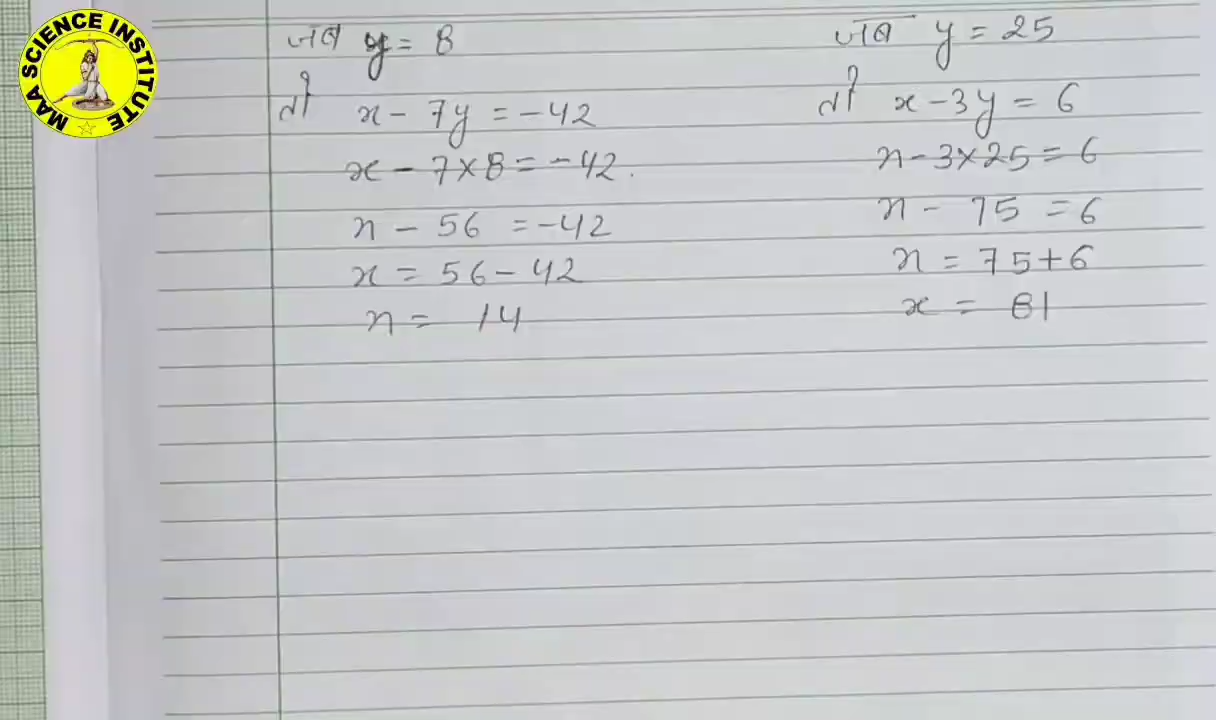 MAA SCIENCE INSTITUTE
जब y = 8
तो x - 7y = -42
x - 7×8 = -42.
x - 56 = -42
x = 56 - 42
x = 14
जब y = 25
तो x - 3y = 6
x - 3×25 = 6
x - 75 = 6
x = 75+6
x = 81